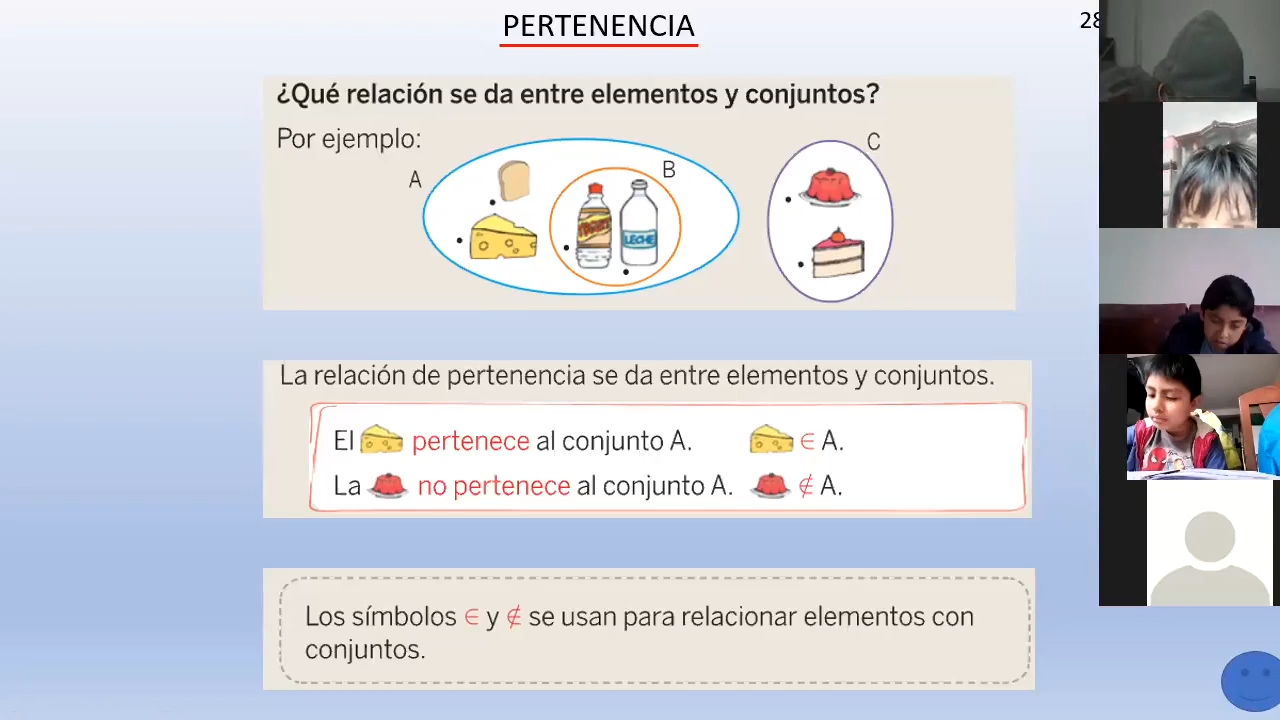 PERTENENCIA
28
¿Qué relación se da entre elementos y conjuntos?
Por ejemplo:
A
B
C
LECHE
La relación de pertenencia se da entre elementos y conjuntos.
El pertenece al conjunto A. ∈ A.
La no pertenece al conjunto A. ∉ A.
Los símbolos ∈ y ∉ se usan para relacionar elementos con
conjuntos.